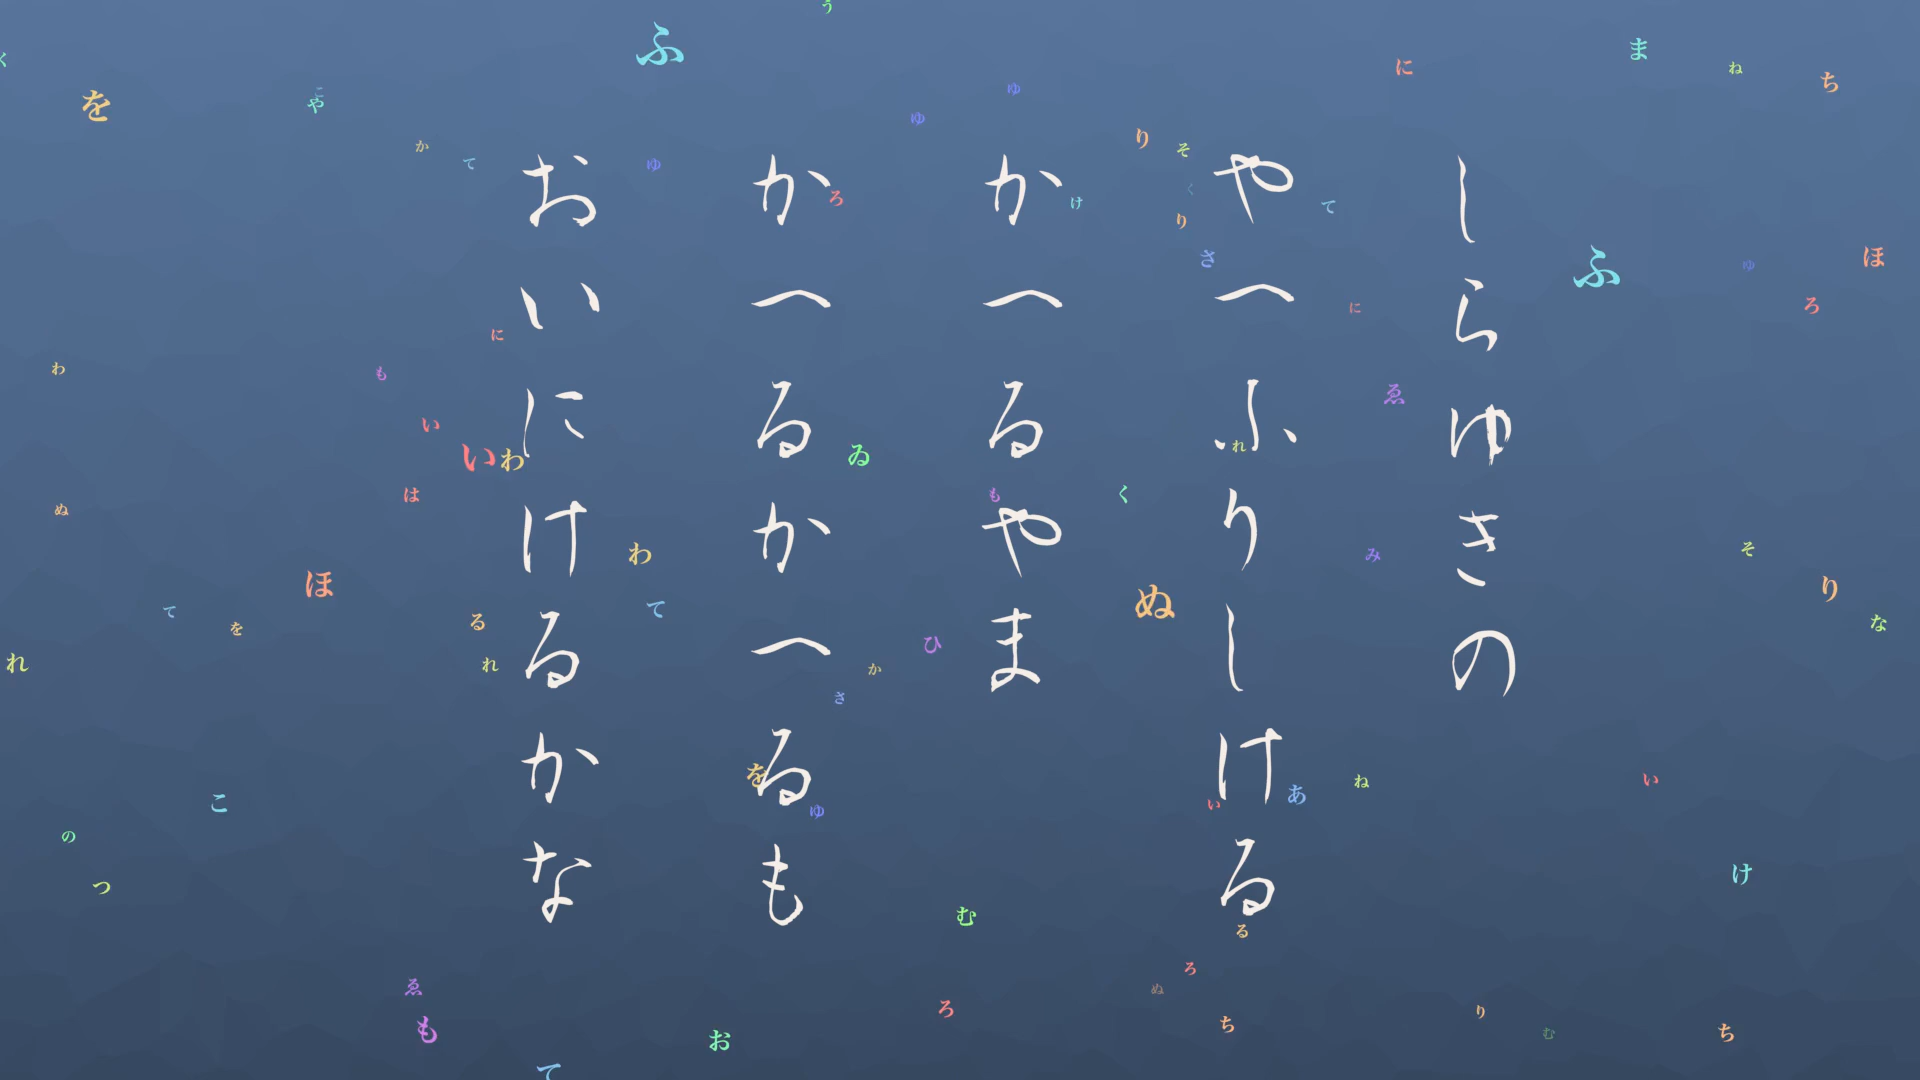 しらゆきの
やへふりしける
かへるやま
かへるかへるも
おいにけるかな